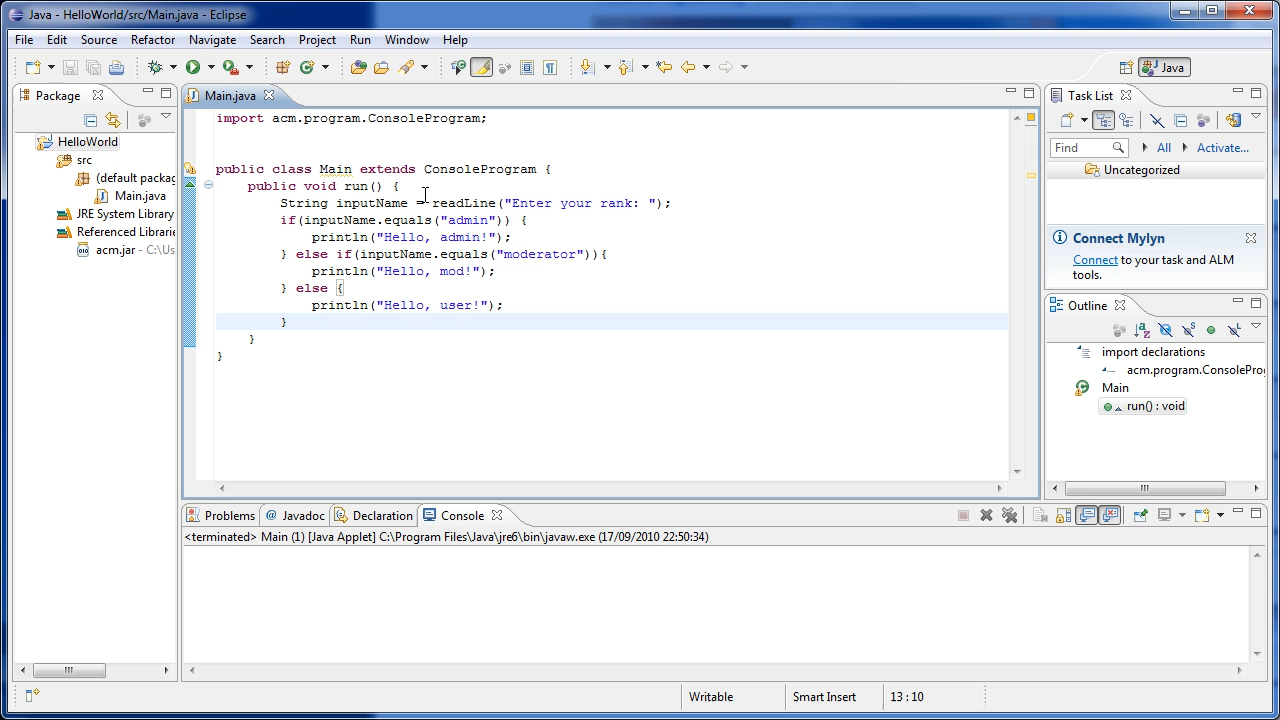 Java - HelloWorld/src/Main.java - Eclipse
File Edit Source Refactor Navigate Search Project Run Window Help
Java
Package
HelloWorld
src
(default packag
Main.java
JRE System Library
Referenced Librarie
acm.jar - C:\Us
Main.java
import acm.program.ConsoleProgram;
public class Main extends ConsoleProgram {
public void run() {
String inputName = readLine("Enter your rank: ");
if(inputName.equals("admin")) {
println("Hello, admin!");
} else if(inputName.equals("moderator")){
println("Hello, mod!");
} else {
println("Hello, user!");
}
}
}
Task List
Find All Activate...
Uncategorized
Connect Mylyn
Connect to your task and ALM
tools.
Outline
import declarations
acm.program.ConsolePro
Main
run() : void
Problems @ Javadoc Declaration Console
<terminated> Main (1) [Java Applet] C:\Program Files\Java\jre6\bin\javaw.exe (17/09/2010 22:50:34)
Writable Smart Insert 13 : 10